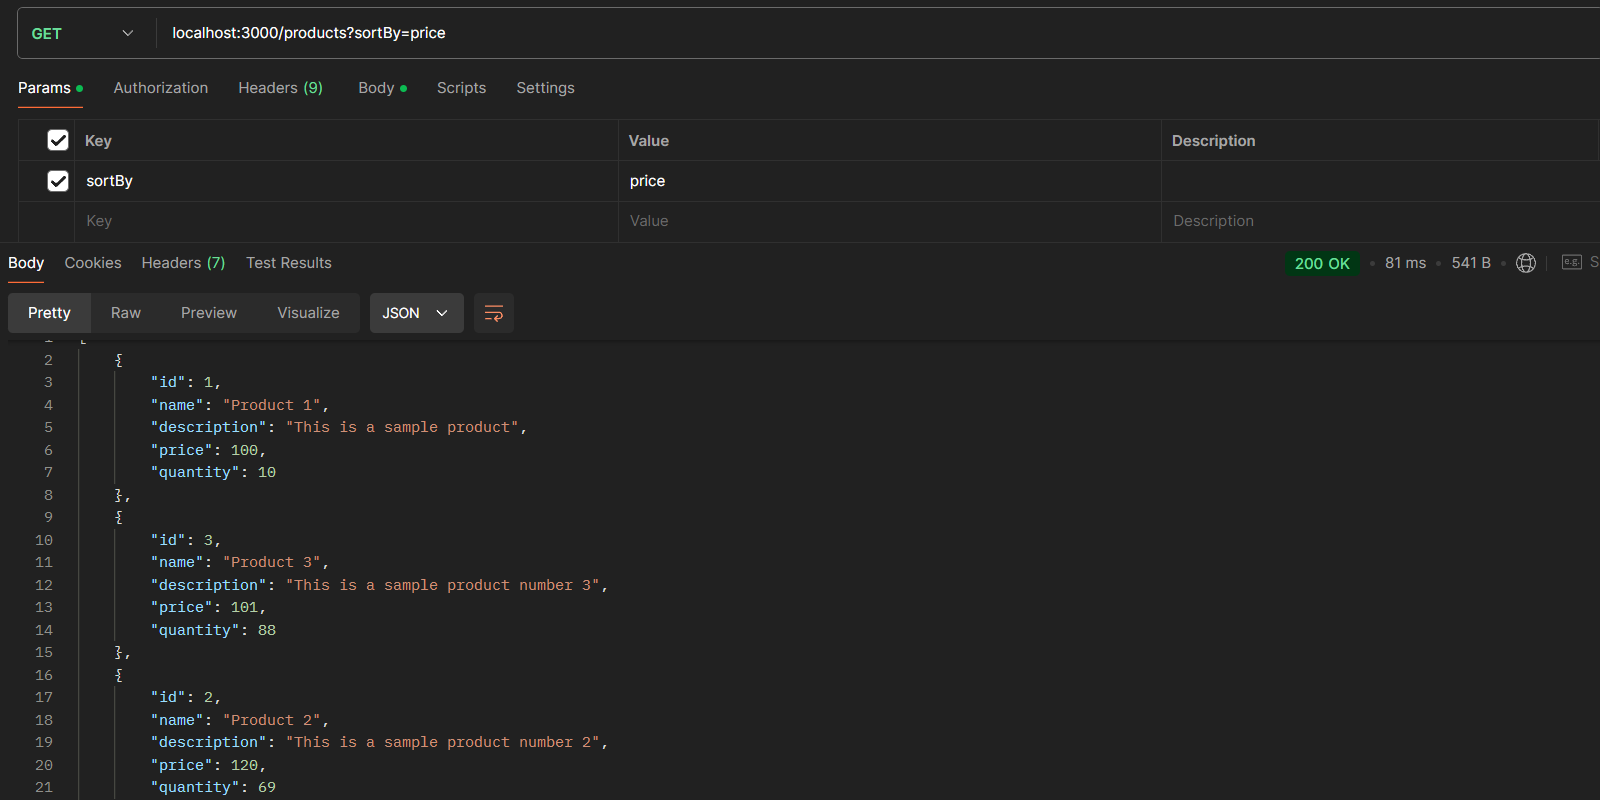 GET localhost:3000/products?sortBy=price
Params Authorization Headers (9) Body Scripts Settings
Key Value Description
sortBy price
Key Value Description
Body Cookies Headers (7) Test Results 200 OK 81 ms 541 B e.g. S
Pretty Raw Preview Visualize JSON
1 [
2 {
3 "id": 1,
4 "name": "Product 1",
5 "description": "This is a sample product",
6 "price": 100,
7 "quantity": 10
8 },
9 {
10 "id": 3,
11 "name": "Product 3",
12 "description": "This is a sample product number 3",
13 "price": 101,
14 "quantity": 88
15 },
16 {
17 "id": 2,
18 "name": "Product 2",
19 "description": "This is a sample product number 2",
20 "price": 120,
21 "quantity": 69